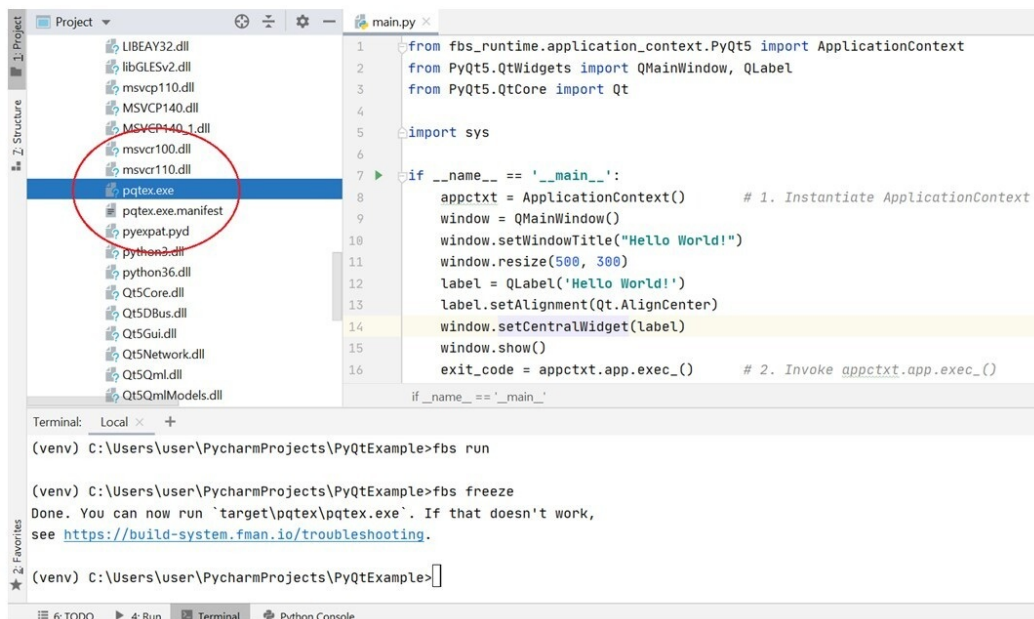 1: Project
Project
main.py
LIBEAY32.dll
libGLESv2.dll
msvcp110.dll
MSVCP140.dll
MSVCP140_1.dll
msvcr100.dll
msvcr110.dll
pqtex.exe
pqtex.exe.manifest
pyexpat.pyd
python3.dll
python36.dll
Qt5Core.dll
Qt5DBus.dll
Qt5Gui.dll
Qt5Network.dll
Qt5Qml.dll
Qt5QmlModels.dll
7: Structure
1 from fbs_runtime.application_context.PyQt5 import ApplicationContext
2 from PyQt5.QtWidgets import QMainWindow, QLabel
3 from PyQt5.QtCore import Qt
4
5 import sys
6
7 if __name__ == '__main__':
8 appctxt = ApplicationContext() # 1. Instantiate ApplicationContext
9 window = QMainWindow()
10 window.setWindowTitle("Hello World!")
11 window.resize(500, 300)
12 label = QLabel('Hello World!')
13 label.setAlignment(Qt.AlignCenter)
14 window.setCentralWidget(label)
15 window.show()
16 exit_code = appctxt.app.exec_() # 2. Invoke appctxt.app.exec_()
if __name__ == '__main__'
Terminal: Local +
(venv) C:\Users\user\PycharmProjects\PyQtExample>fbs run
(venv) C:\Users\user\PycharmProjects\PyQtExample>fbs freeze
Done. You can now run `target\pqtex\pqtex.exe`. If that doesn't work,
see https://build-system.fman.io/troubleshooting.
(venv) C:\Users\user\PycharmProjects\PyQtExample>
2: Favorites
6: TODO 4: Run Terminal Python Console